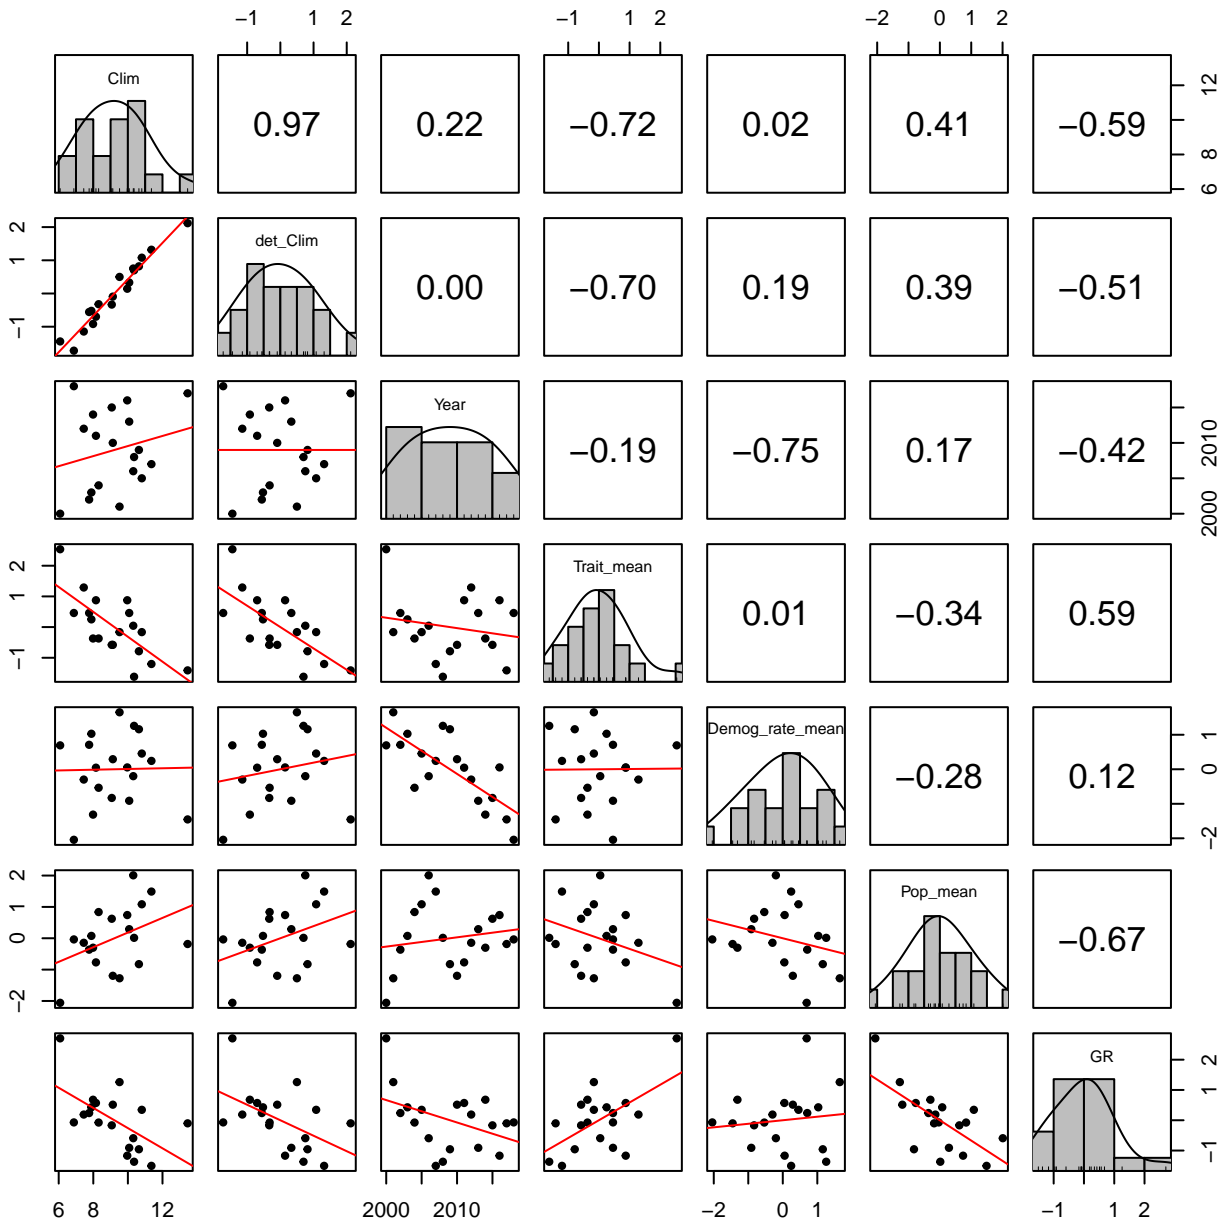 −1 1 2 −1 1 2 −2 0 1 2
Clim 0.97 0.22 −0.72 0.02 0.41 −0.59 6 8 12
−1 1 2 det_Clim 0.00 −0.70 0.19 0.39 −0.51
Year −0.19 −0.75 0.17 −0.42 2000 2010
−1 1 2 Trait_mean 0.01 −0.34 0.59
Demog_rate_mean −0.28 0.12 −2 0 1
−2 0 1 2 Pop_mean −0.67
GR −1 1 2
6 8 12 2000 2010 −2 0 1 −1 1 2